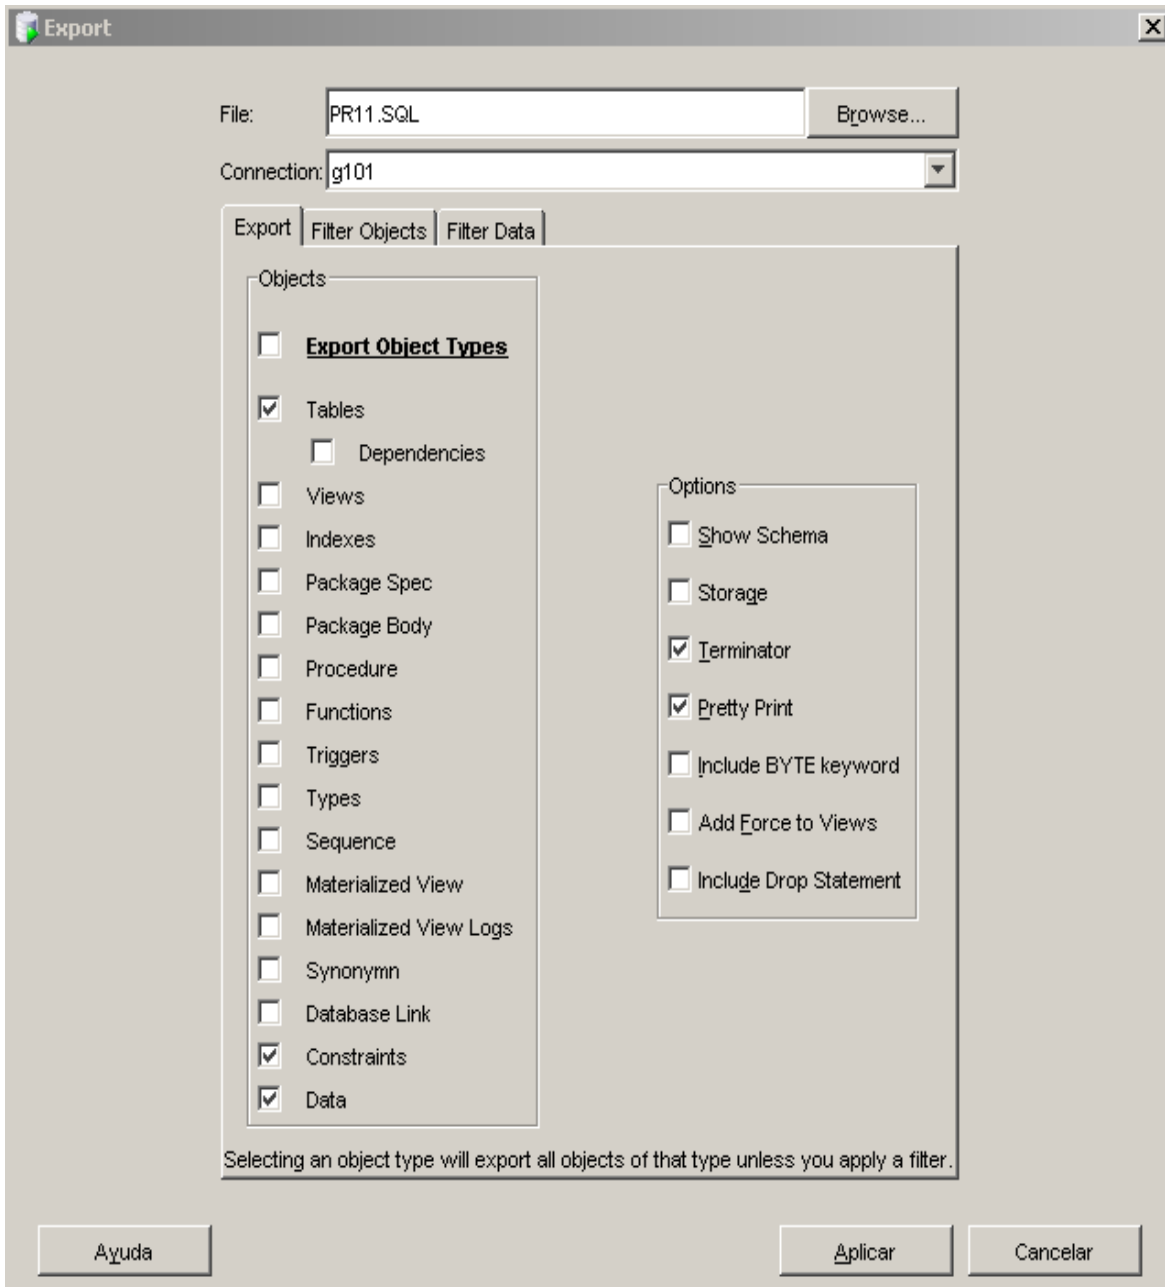 Export
File: PR11.SQL Browse...
Connection: g101
Export Filter Objects Filter Data
Objects
Export Object Types
Tables
Dependencies
Views
Indexes
Package Spec
Package Body
Procedure
Functions
Triggers
Types
Sequence
Materialized View
Materialized View Logs
Synonymn
Database Link
Constraints
Data
Options
Show Schema
Storage
Terminator
Pretty Print
Include BYTE keyword
Add Force to Views
Include Drop Statement
Selecting an object type will export all objects of that type unless you apply a filter.
Ayuda Aplicar Cancelar